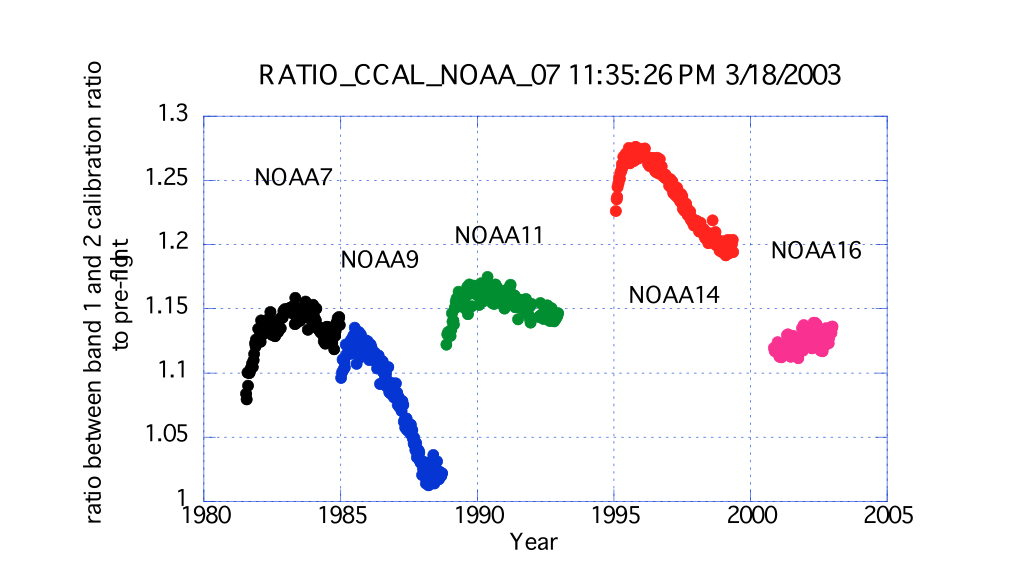 RATIO_CCAL_NOAA_07 11:35:26 PM 3/18/2003
ratio between band 1 and 2 calibration ratio
to pre-flght
1.3
1.25
1.2
1.15
1.1
1.05
1
NOAA7
NOAA9
NOAA11
NOAA14
NOAA16
1980
1985
1990
1995
2000
2005
Year